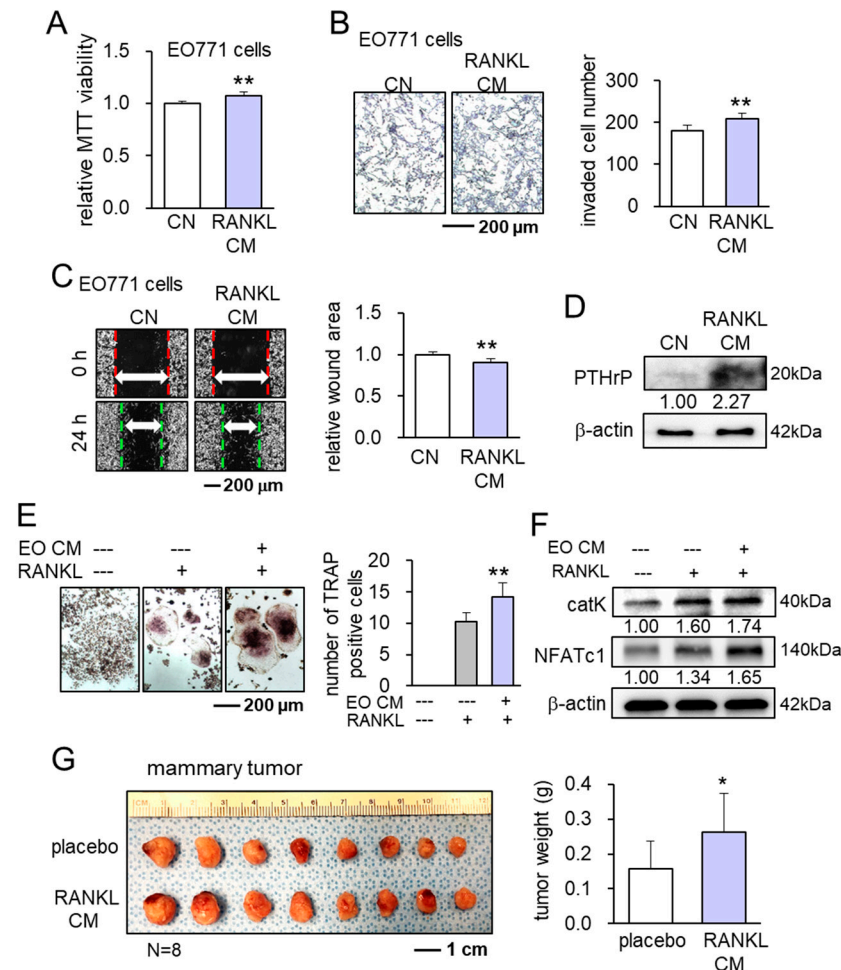 A
EO771 cells
relative MTT viability
1.5
1.0
0.5
0.0
**
CN
RANKL
CM
B
EO771 cells
CN
RANKL
CM
200 µm
invaded cell number
300
200
100
0
**
CN
RANKL
CM
C
EO771 cells
CN
RANKL
CM
0 h
24 h
200 µm
relative wound area
1.5
1.0
0.5
0.0
**
CN
RANKL
CM
D
CN
RANKL
CM
PTHrP
20kDa
1.00 2.27
β-actin
42kDa
E
EO CM --- --- +
RANKL --- + +
200 µm
number of TRAP
positive cells
20
15
10
5
0
**
EO CM --- --- +
RANKL --- + +
F
EO CM --- --- +
RANKL --- + +
catK
40kDa
1.00 1.60 1.74
NFATc1
140kDa
1.00 1.34 1.65
β-actin
42kDa
G
mammary tumor
placebo
RANKL
CM
N=8
1 cm
tumor weight (g)
0.4
0.3
0.2
0.1
0.0
*
placebo
RANKL
CM